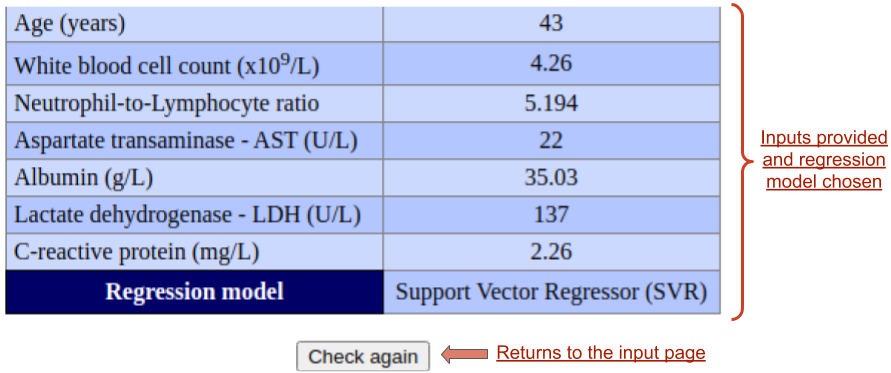 Age (years) 43
White blood cell count (x10⁹/L) 4.26
Neutrophil-to-Lymphocyte ratio 5.194
Aspartate transaminase - AST (U/L) 22
Albumin (g/L) 35.03
Lactate dehydrogenase - LDH (U/L) 137
C-reactive protein (mg/L) 2.26
Regression model Support Vector Regressor (SVR)
Inputs provided
and regression
model chosen
Check again
Returns to the input page